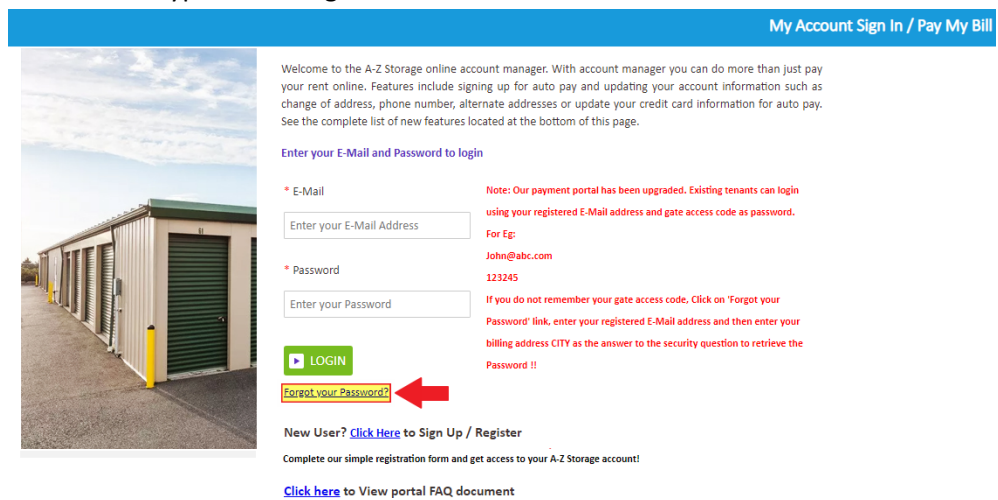 My Account Sign In / Pay My Bill
Welcome to the A-Z Storage online account manager. With account manager you can do more than just pay
your rent online. Features include signing up for auto pay and updating your account information such as
change of address, phone number, alternate addresses or update your credit card information for auto pay.
See the complete list of new features located at the bottom of this page.
Enter your E-Mail and Password to login
* E-Mail
Enter your E-Mail Address
* Password
Enter your Password
LOGIN
Forgot your Password?
Note: Our payment portal has been upgraded. Existing tenants can login
using your registered E-Mail address and gate access code as password.
For Eg:
John@abc.com
123245
If you do not remember your gate access code, Click on 'Forgot your
Password' link, enter your registered E-Mail address and then enter your
billing address CITY as the answer to the security question to retrieve the
Password !!
New User? Click Here to Sign Up / Register
Complete our simple registration form and get access to your A-Z Storage account!
Click here to View portal FAQ document